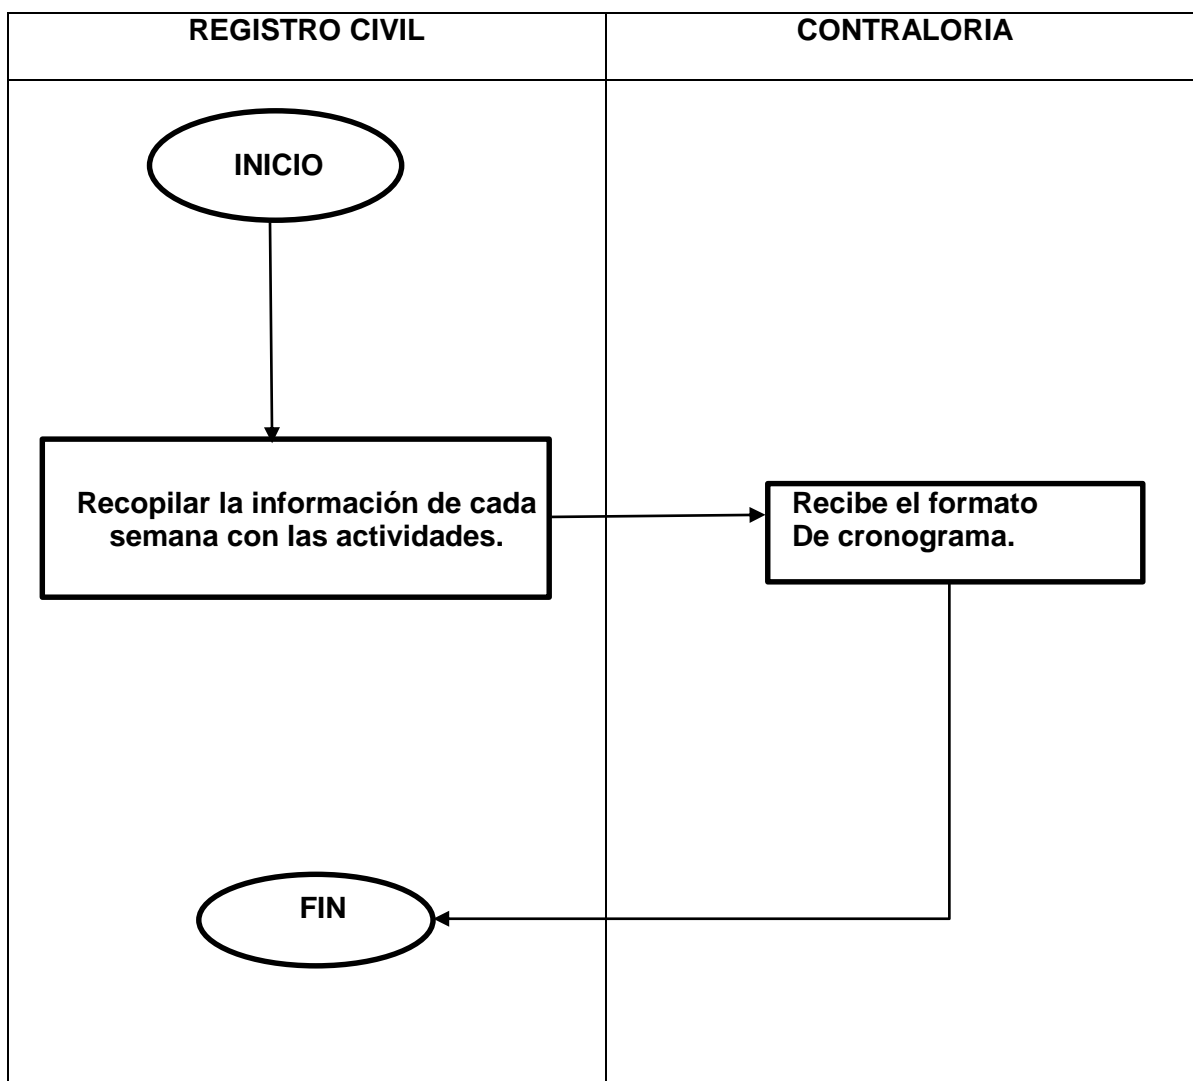 REGISTRO CIVIL
CONTRALORIA
INICIO
Recopilar la información de cada
semana con las actividades.
Recibe el formato
De cronograma.
FIN